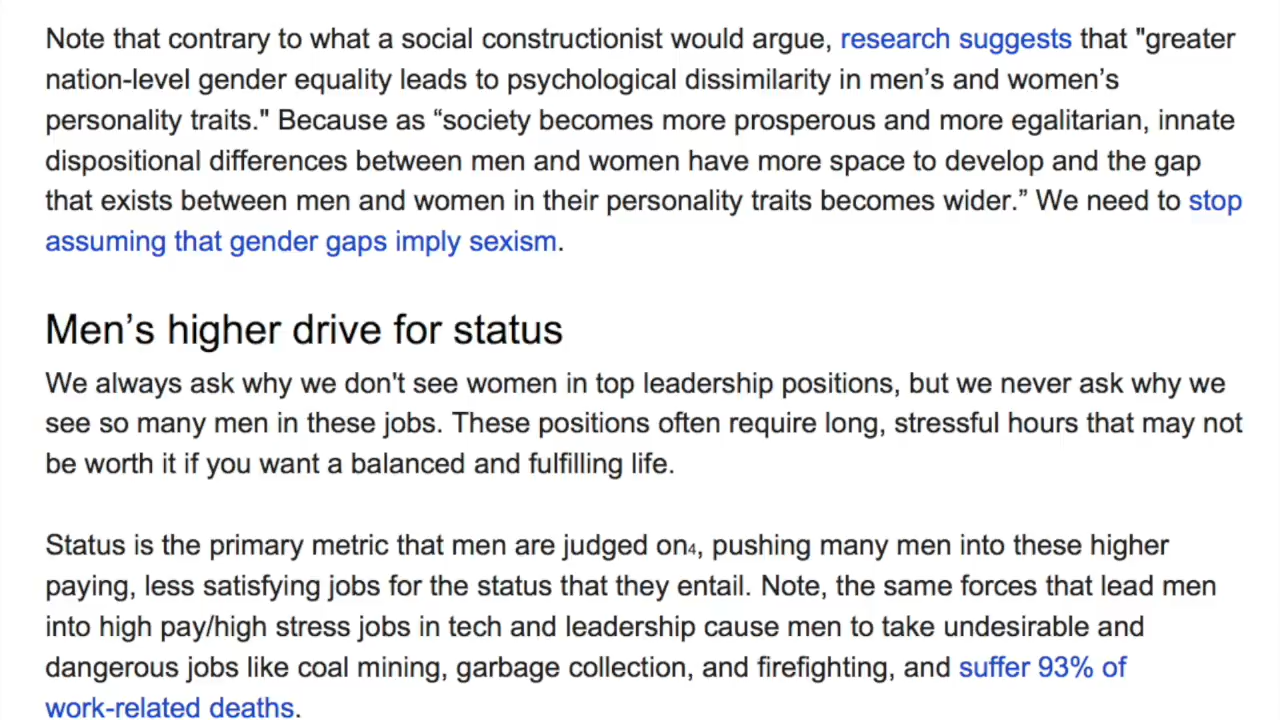 Note that contrary to what a social constructionist would argue, research suggests that "greater
nation-level gender equality leads to psychological dissimilarity in men’s and women’s
personality traits." Because as “society becomes more prosperous and more egalitarian, innate
dispositional differences between men and women have more space to develop and the gap
that exists between men and women in their personality traits becomes wider.” We need to stop
assuming that gender gaps imply sexism.
Men’s higher drive for status
We always ask why we don't see women in top leadership positions, but we never ask why we
see so many men in these jobs. These positions often require long, stressful hours that may not
be worth it if you want a balanced and fulfilling life.
Status is the primary metric that men are judged on4, pushing many men into these higher
paying, less satisfying jobs for the status that they entail. Note, the same forces that lead men
into high pay/high stress jobs in tech and leadership cause men to take undesirable and
dangerous jobs like coal mining, garbage collection, and firefighting, and suffer 93% of
work-related deaths.